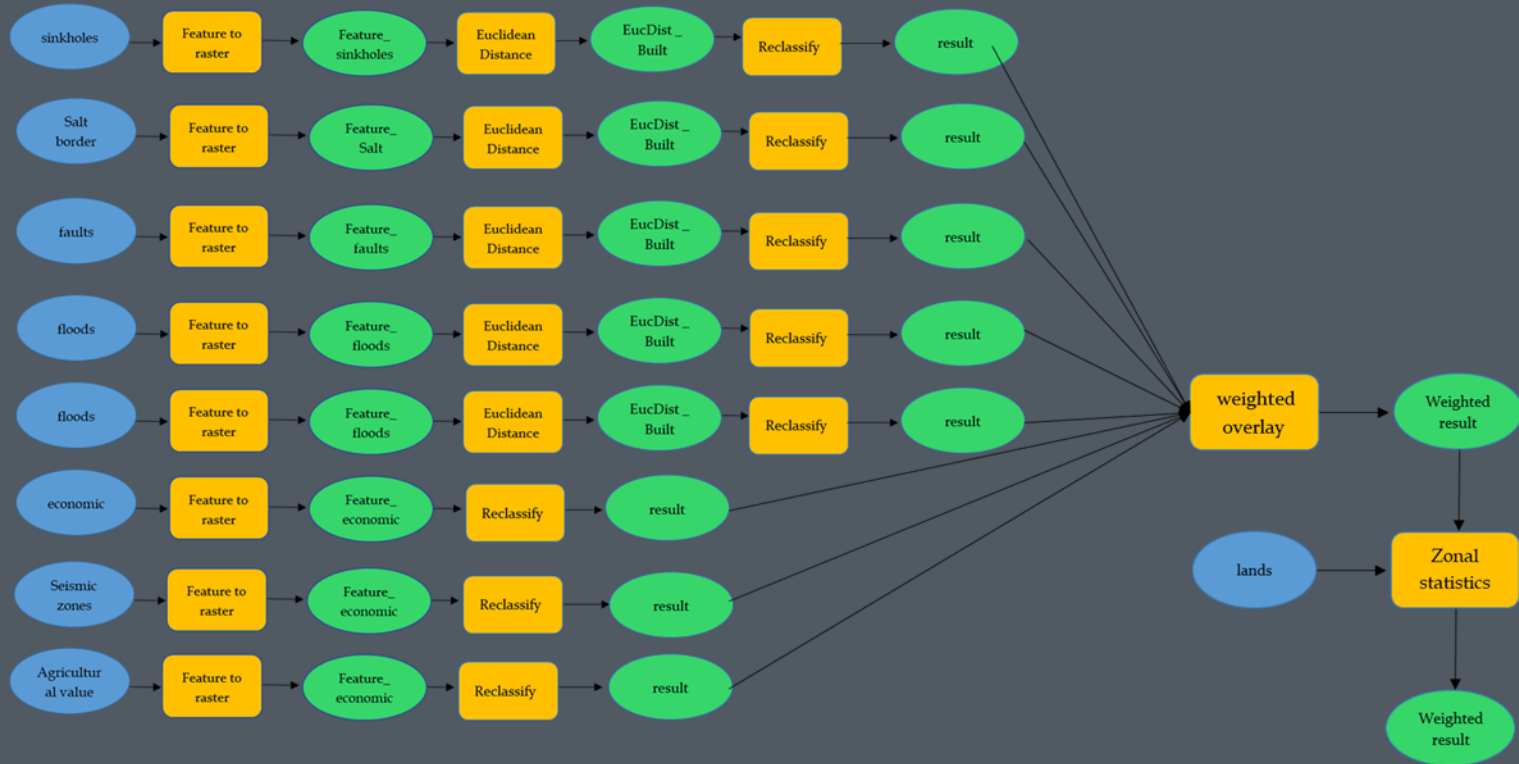 sinkholes
Feature to
raster
Feature_
sinkholes
Euclidean
Distance
EucDist _
Built
Reclassify
result
Salt
border
Feature to
raster
Feature_
Salt
Euclidean
Distance
EucDist _
Built
Reclassify
result
faults
Feature to
raster
Feature_
faults
Euclidean
Distance
EucDist _
Built
Reclassify
result
floods
Feature to
raster
Feature_
floods
Euclidean
Distance
EucDist _
Built
Reclassify
result
floods
Feature to
raster
Feature_
floods
Euclidean
Distance
EucDist _
Built
Reclassify
result
weighted
overlay
Weighted
result
economic
Feature to
raster
Feature_
economic
Reclassify
result
lands
Zonal
statistics
Seismic
zones
Feature to
raster
Feature_
economic
Reclassify
result
Agricultur
al value
Feature to
raster
Feature_
economic
Reclassify
result
Weighted
result